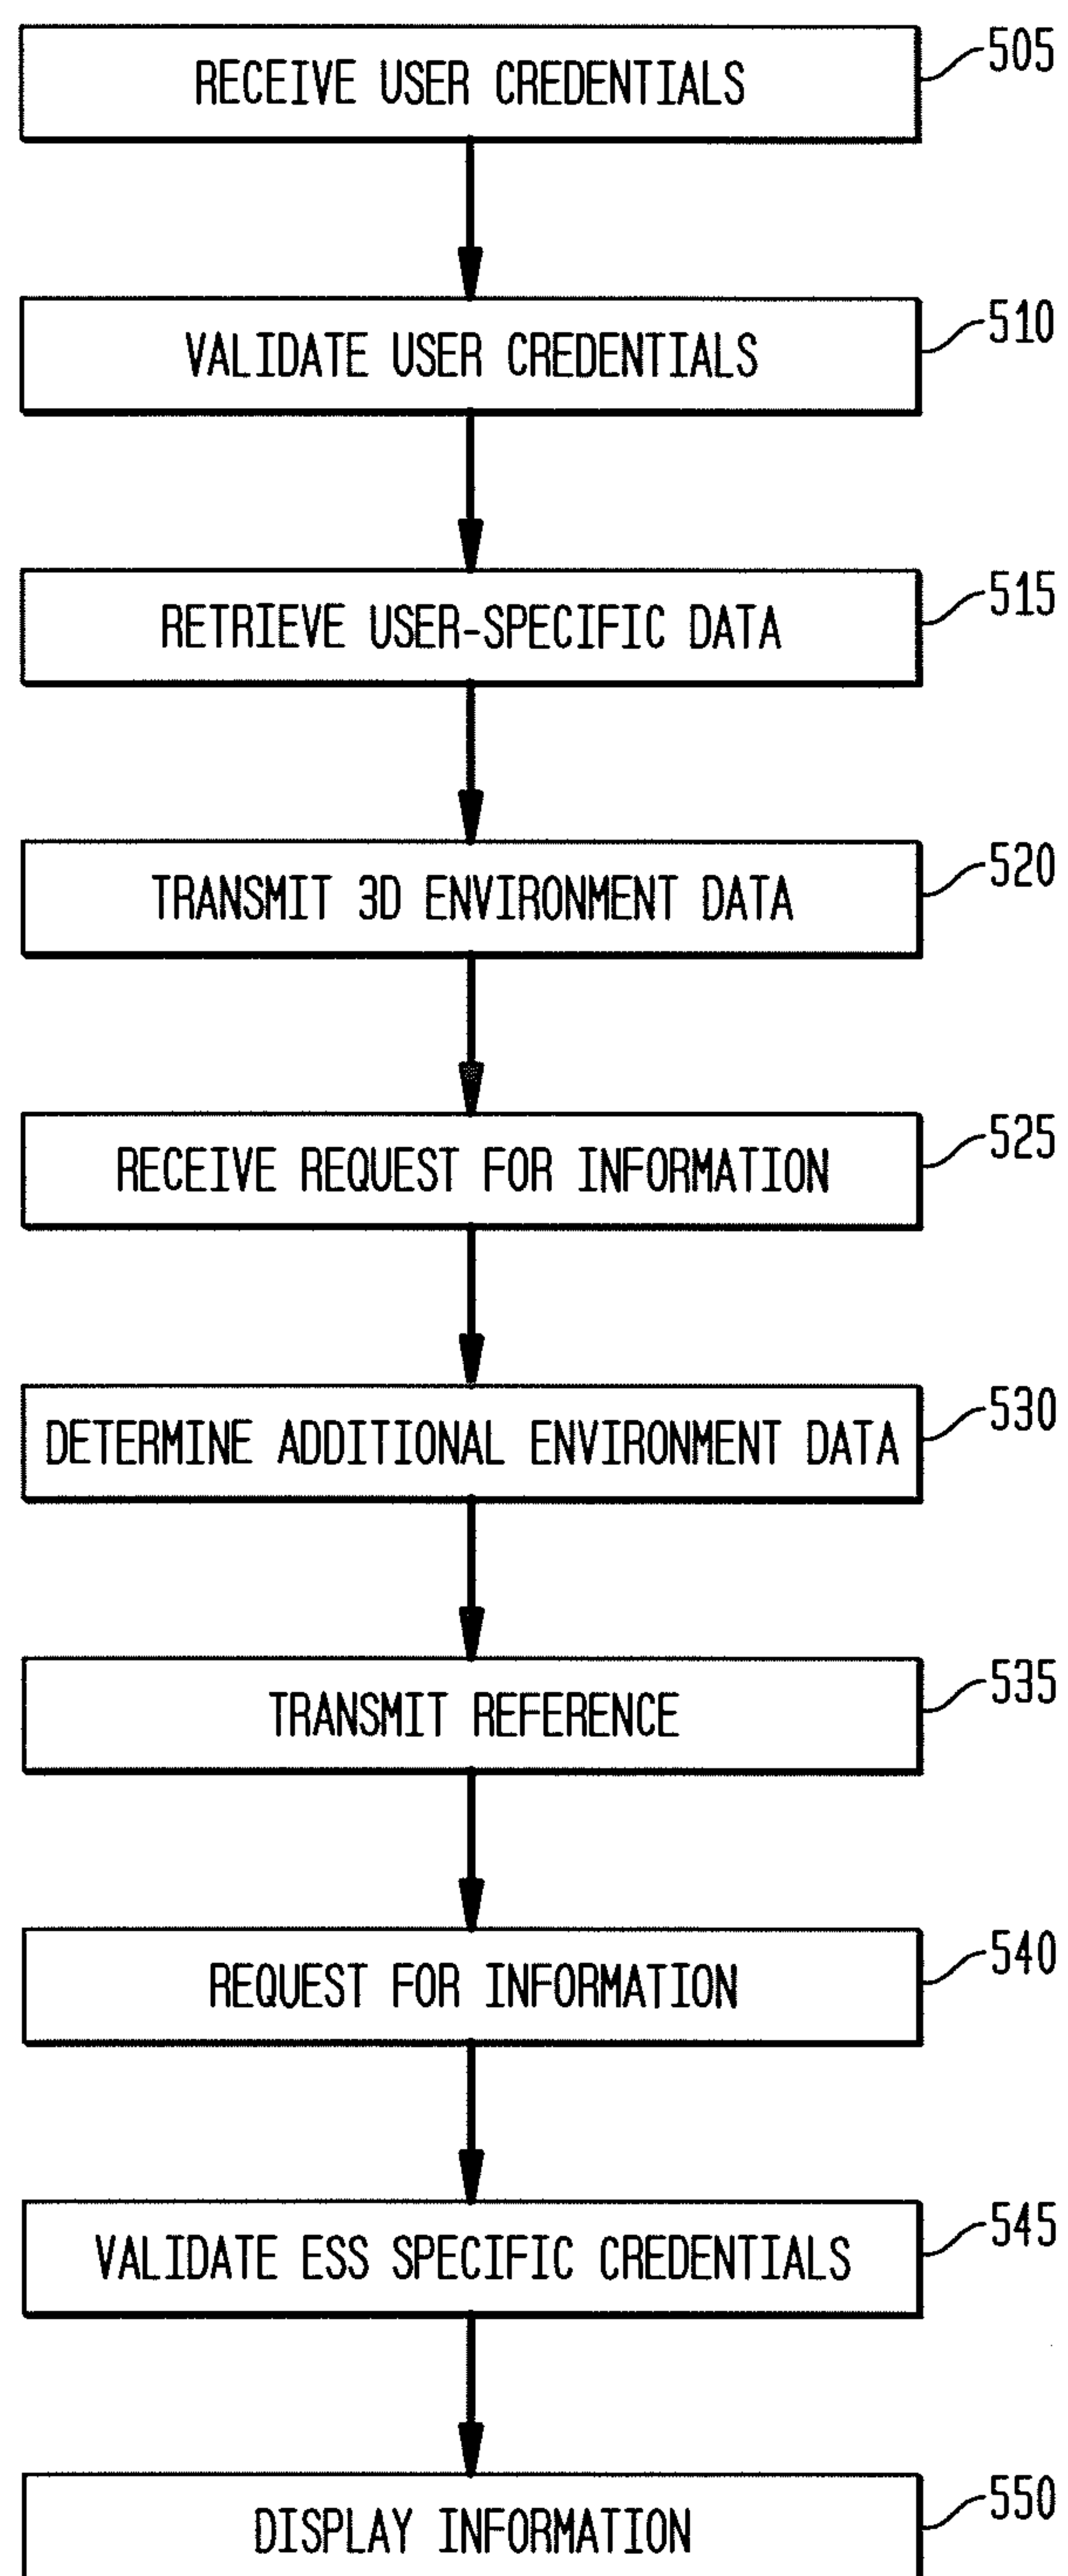 RECEIVE USER CREDENTIALS 505
VALIDATE USER CREDENTIALS 510
RETRIEVE USER-SPECIFIC DATA 515
TRANSMIT 3D ENVIRONMENT DATA 520
RECEIVE REQUEST FOR INFORMATION 525
DETERMINE ADDITIONAL ENVIRONMENT DATA 530
TRANSMIT REFERENCE 535
REQUEST FOR INFORMATION 540
VALIDATE ESS SPECIFIC CREDENTIALS 545
DISPLAY INFORMATION 550